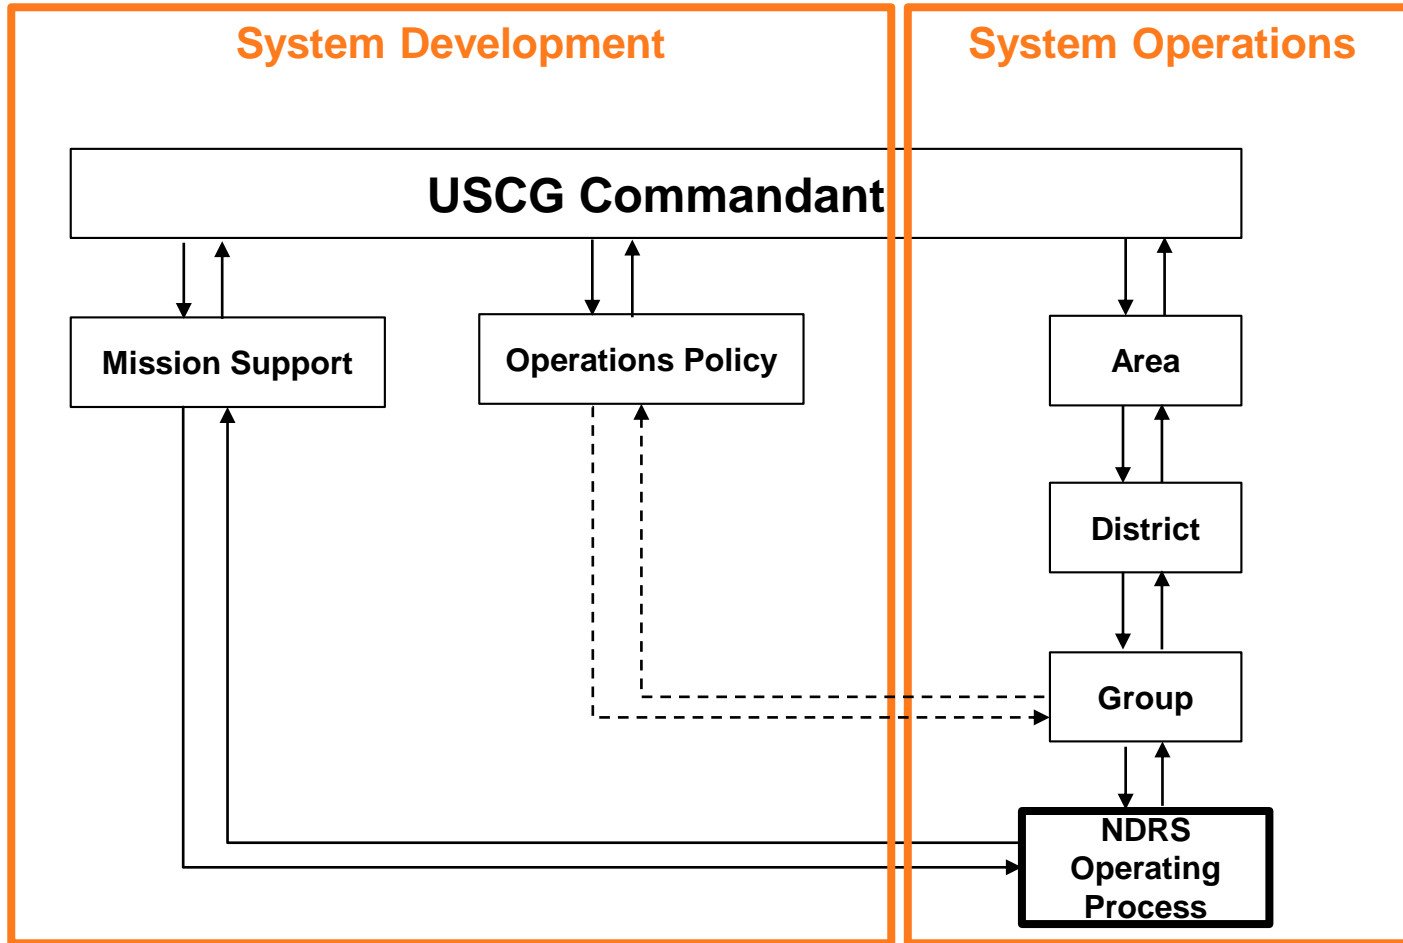 System Development
System Operations
USCG Commandant
Mission Support
Operations Policy
Area
District
Group
NDRS
Operating
Process